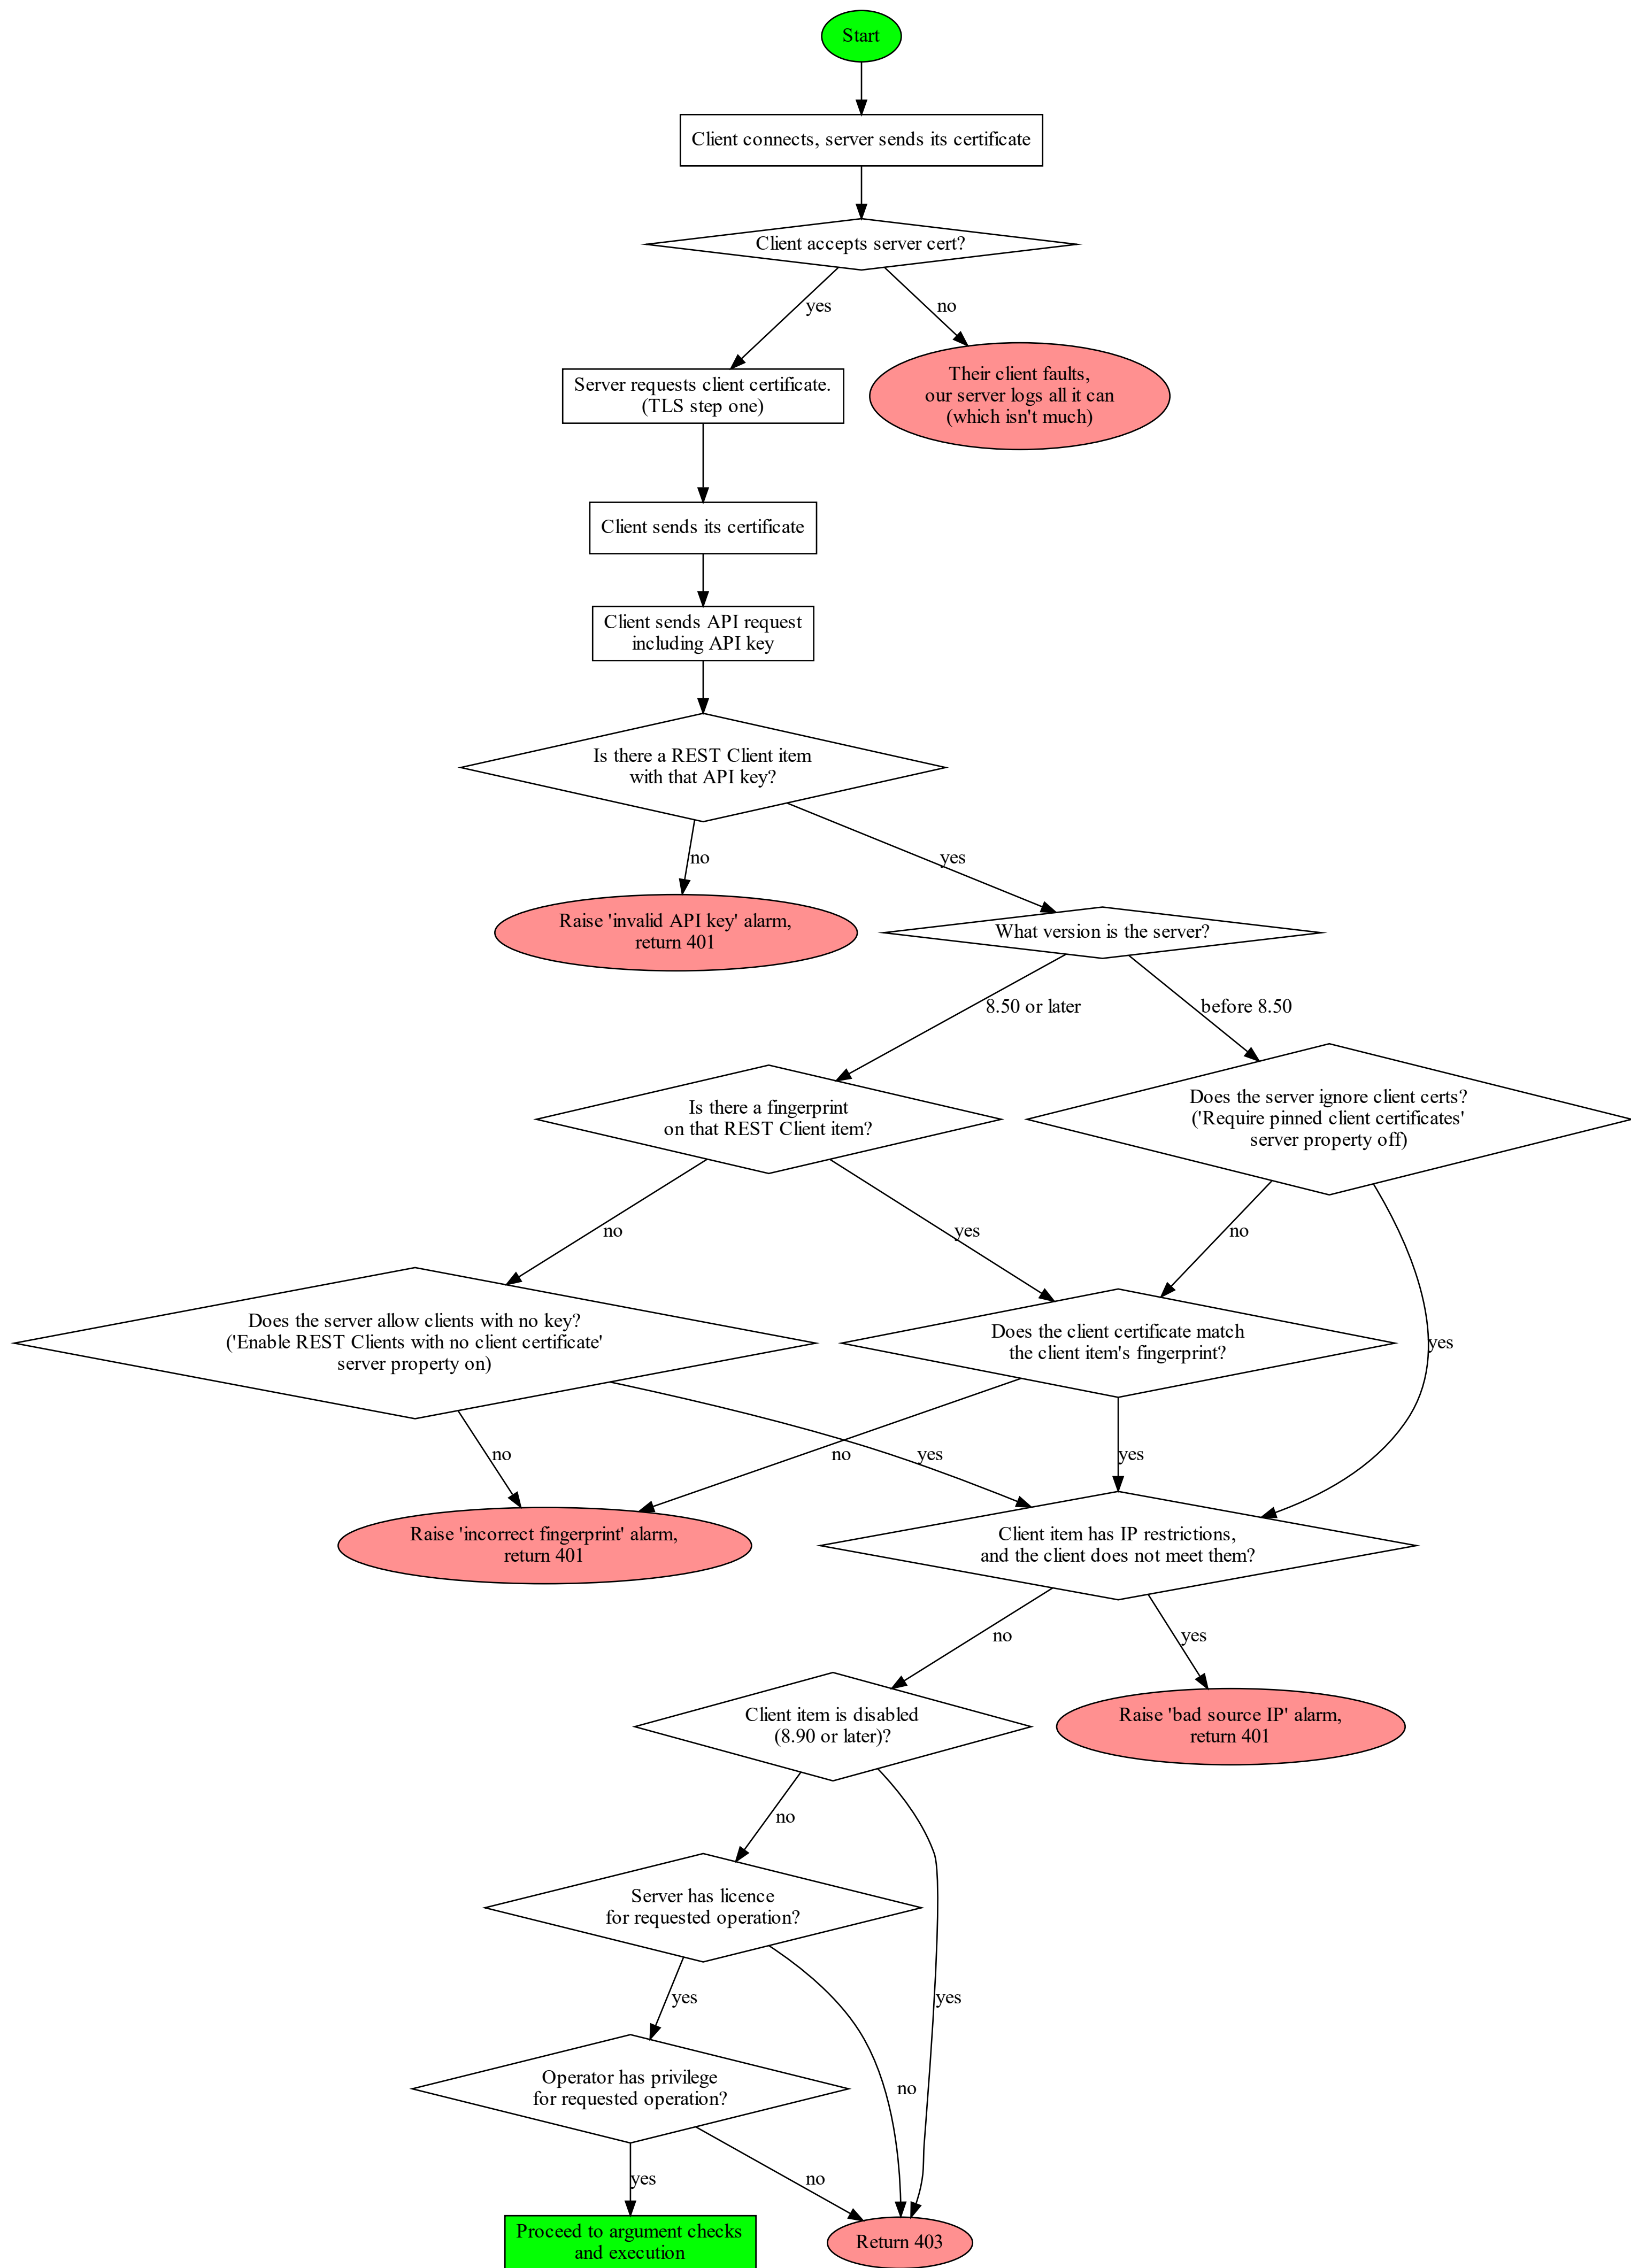 Start
Client connects, server sends its certificate
Client accepts server cert?
yes
no
Server requests client certificate.
(TLS step one)
Their client faults,
our server logs all it can
(which isn't much)
Client sends its certificate
Client sends API request
including API key
Is there a REST Client item
with that API key?
no
yes
Raise 'invalid API key' alarm,
return 401
What version is the server?
8.50 or later
before 8.50
Is there a fingerprint
on that REST Client item?
Does the server ignore client certs?
('Require pinned client certificates'
server property off)
no
yes
no
yes
Does the server allow clients with no key?
('Enable REST Clients with no client certificate'
server property on)
Does the client certificate match
the client item's fingerprint?
no
no
yes
yes
Raise 'incorrect fingerprint' alarm,
return 401
Client item has IP restrictions,
and the client does not meet them?
no
yes
Client item is disabled
(8.90 or later)?
Raise 'bad source IP' alarm,
return 401
no
yes
Server has licence
for requested operation?
yes
no
Operator has privilege
for requested operation?
yes
no
Proceed to argument checks
and execution
Return 403